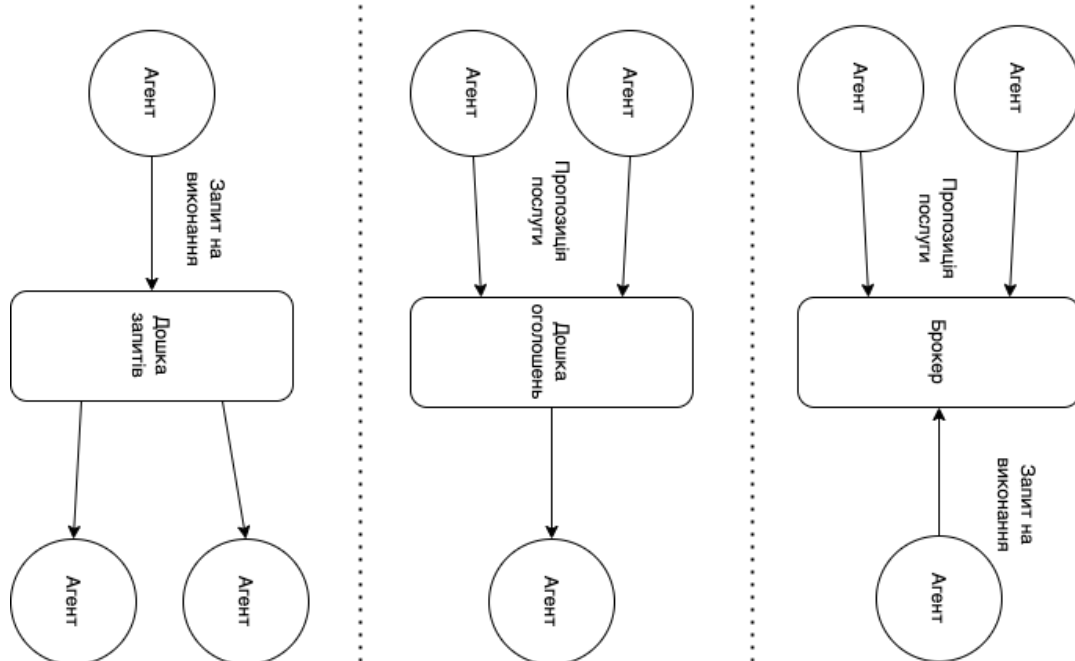 Агент
Агент
Пропозиція
послуги
Брокер
Запит на
виконання
Агент
Агент
Агент
Пропозиція
послуги
Дошка
оголошень
Агент
Агент
Запит на
виконання
Дошка
запитів
Агент
Агент